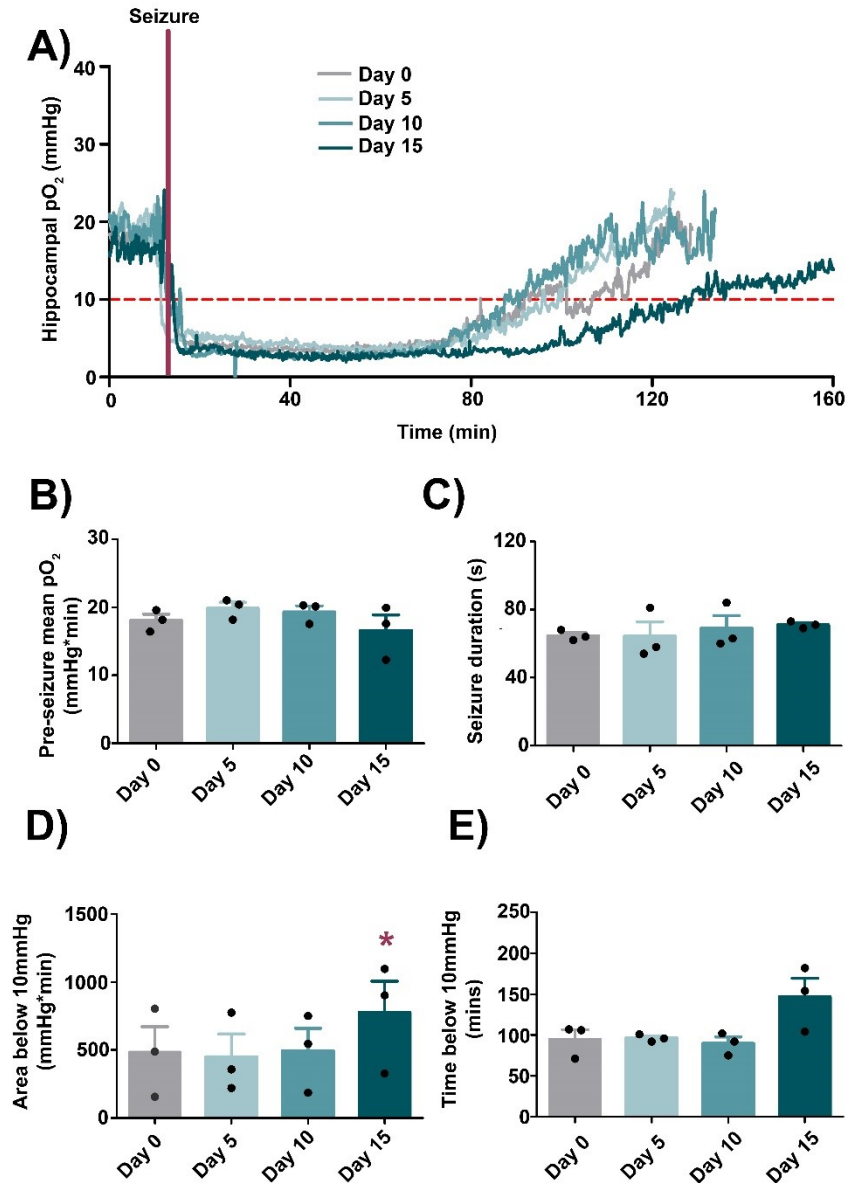 Seizure
A)
Day 0
Day 5
Day 10
Day 15
Hippocampal pO₂ (mmHg)
40
30
20
10
0
0
40
80
120
160
Time (min)
B)
Pre-seizure mean pO₂
(mmHg*min)
30
20
10
0
Day 0
Day 5
Day 10
Day 15
C)
Seizure duration (s)
120
80
40
0
Day 0
Day 5
Day 10
Day 15
D)
Area below 10mmHg
(mmHg*min)
1500
1000
500
0
*
Day 0
Day 5
Day 10
Day 15
E)
Time below 10mmHg
(mins)
250
200
150
100
50
0
Day 0
Day 5
Day 10
Day 15